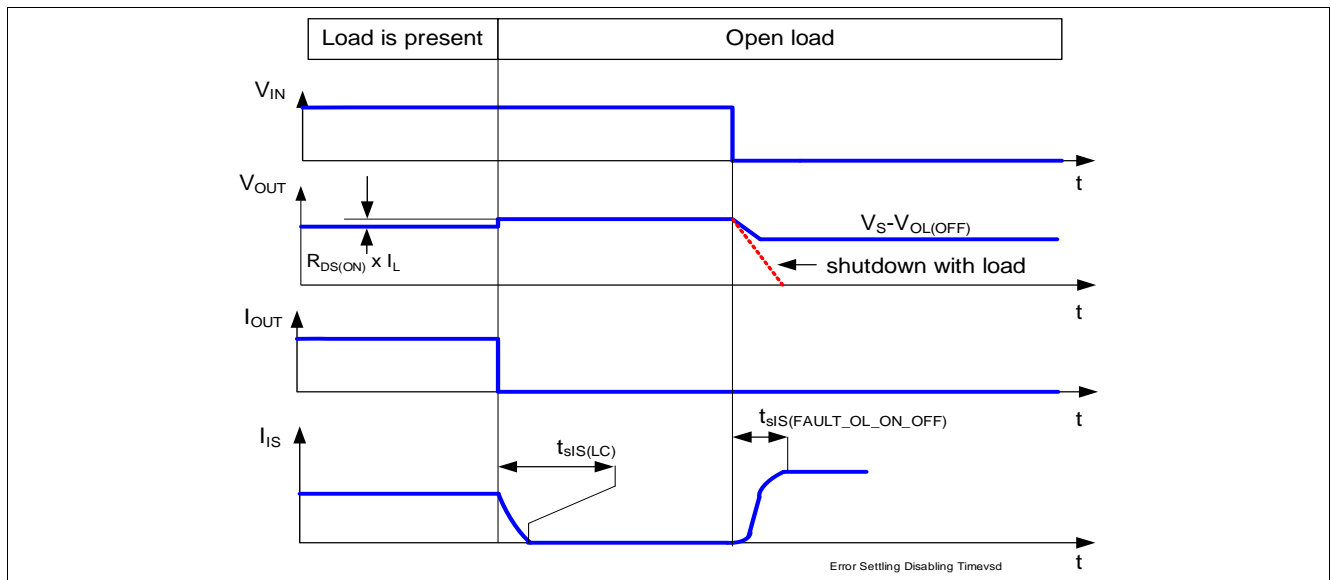 Load is present
Open load
VIN
t
VOUT
VS-VOL(OFF)
RDS(ON) x IL
shutdown with load
t
IOUT
t
IIS
tsIS(LC)
tsIS(FAULT_OL_ON_OFF)
t
Error Settling Disabling Timevsd